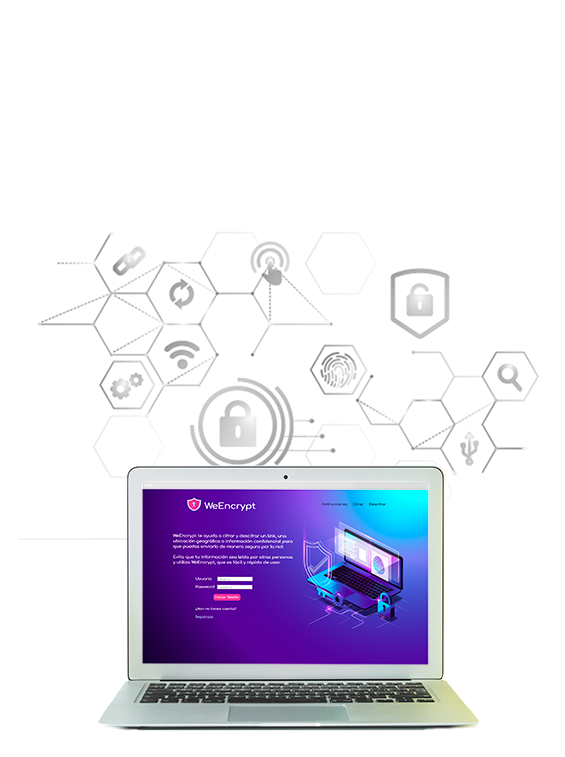 WeEncrypt
Instrucciones Cifrar Descifrar
WeEncrypt te ayuda a cifrar y descifrar un link, una
ubicación geográfica o información confidencial para
que puedas enviarla de manera segura por la red.
Evita que tu información sea leída por otras personas
y utiliza WeEncrypt, que es fácil y rápido de usar.
Usuario
Password
Iniciar Sesión
¿Aun no tienes cuenta?
Registrate